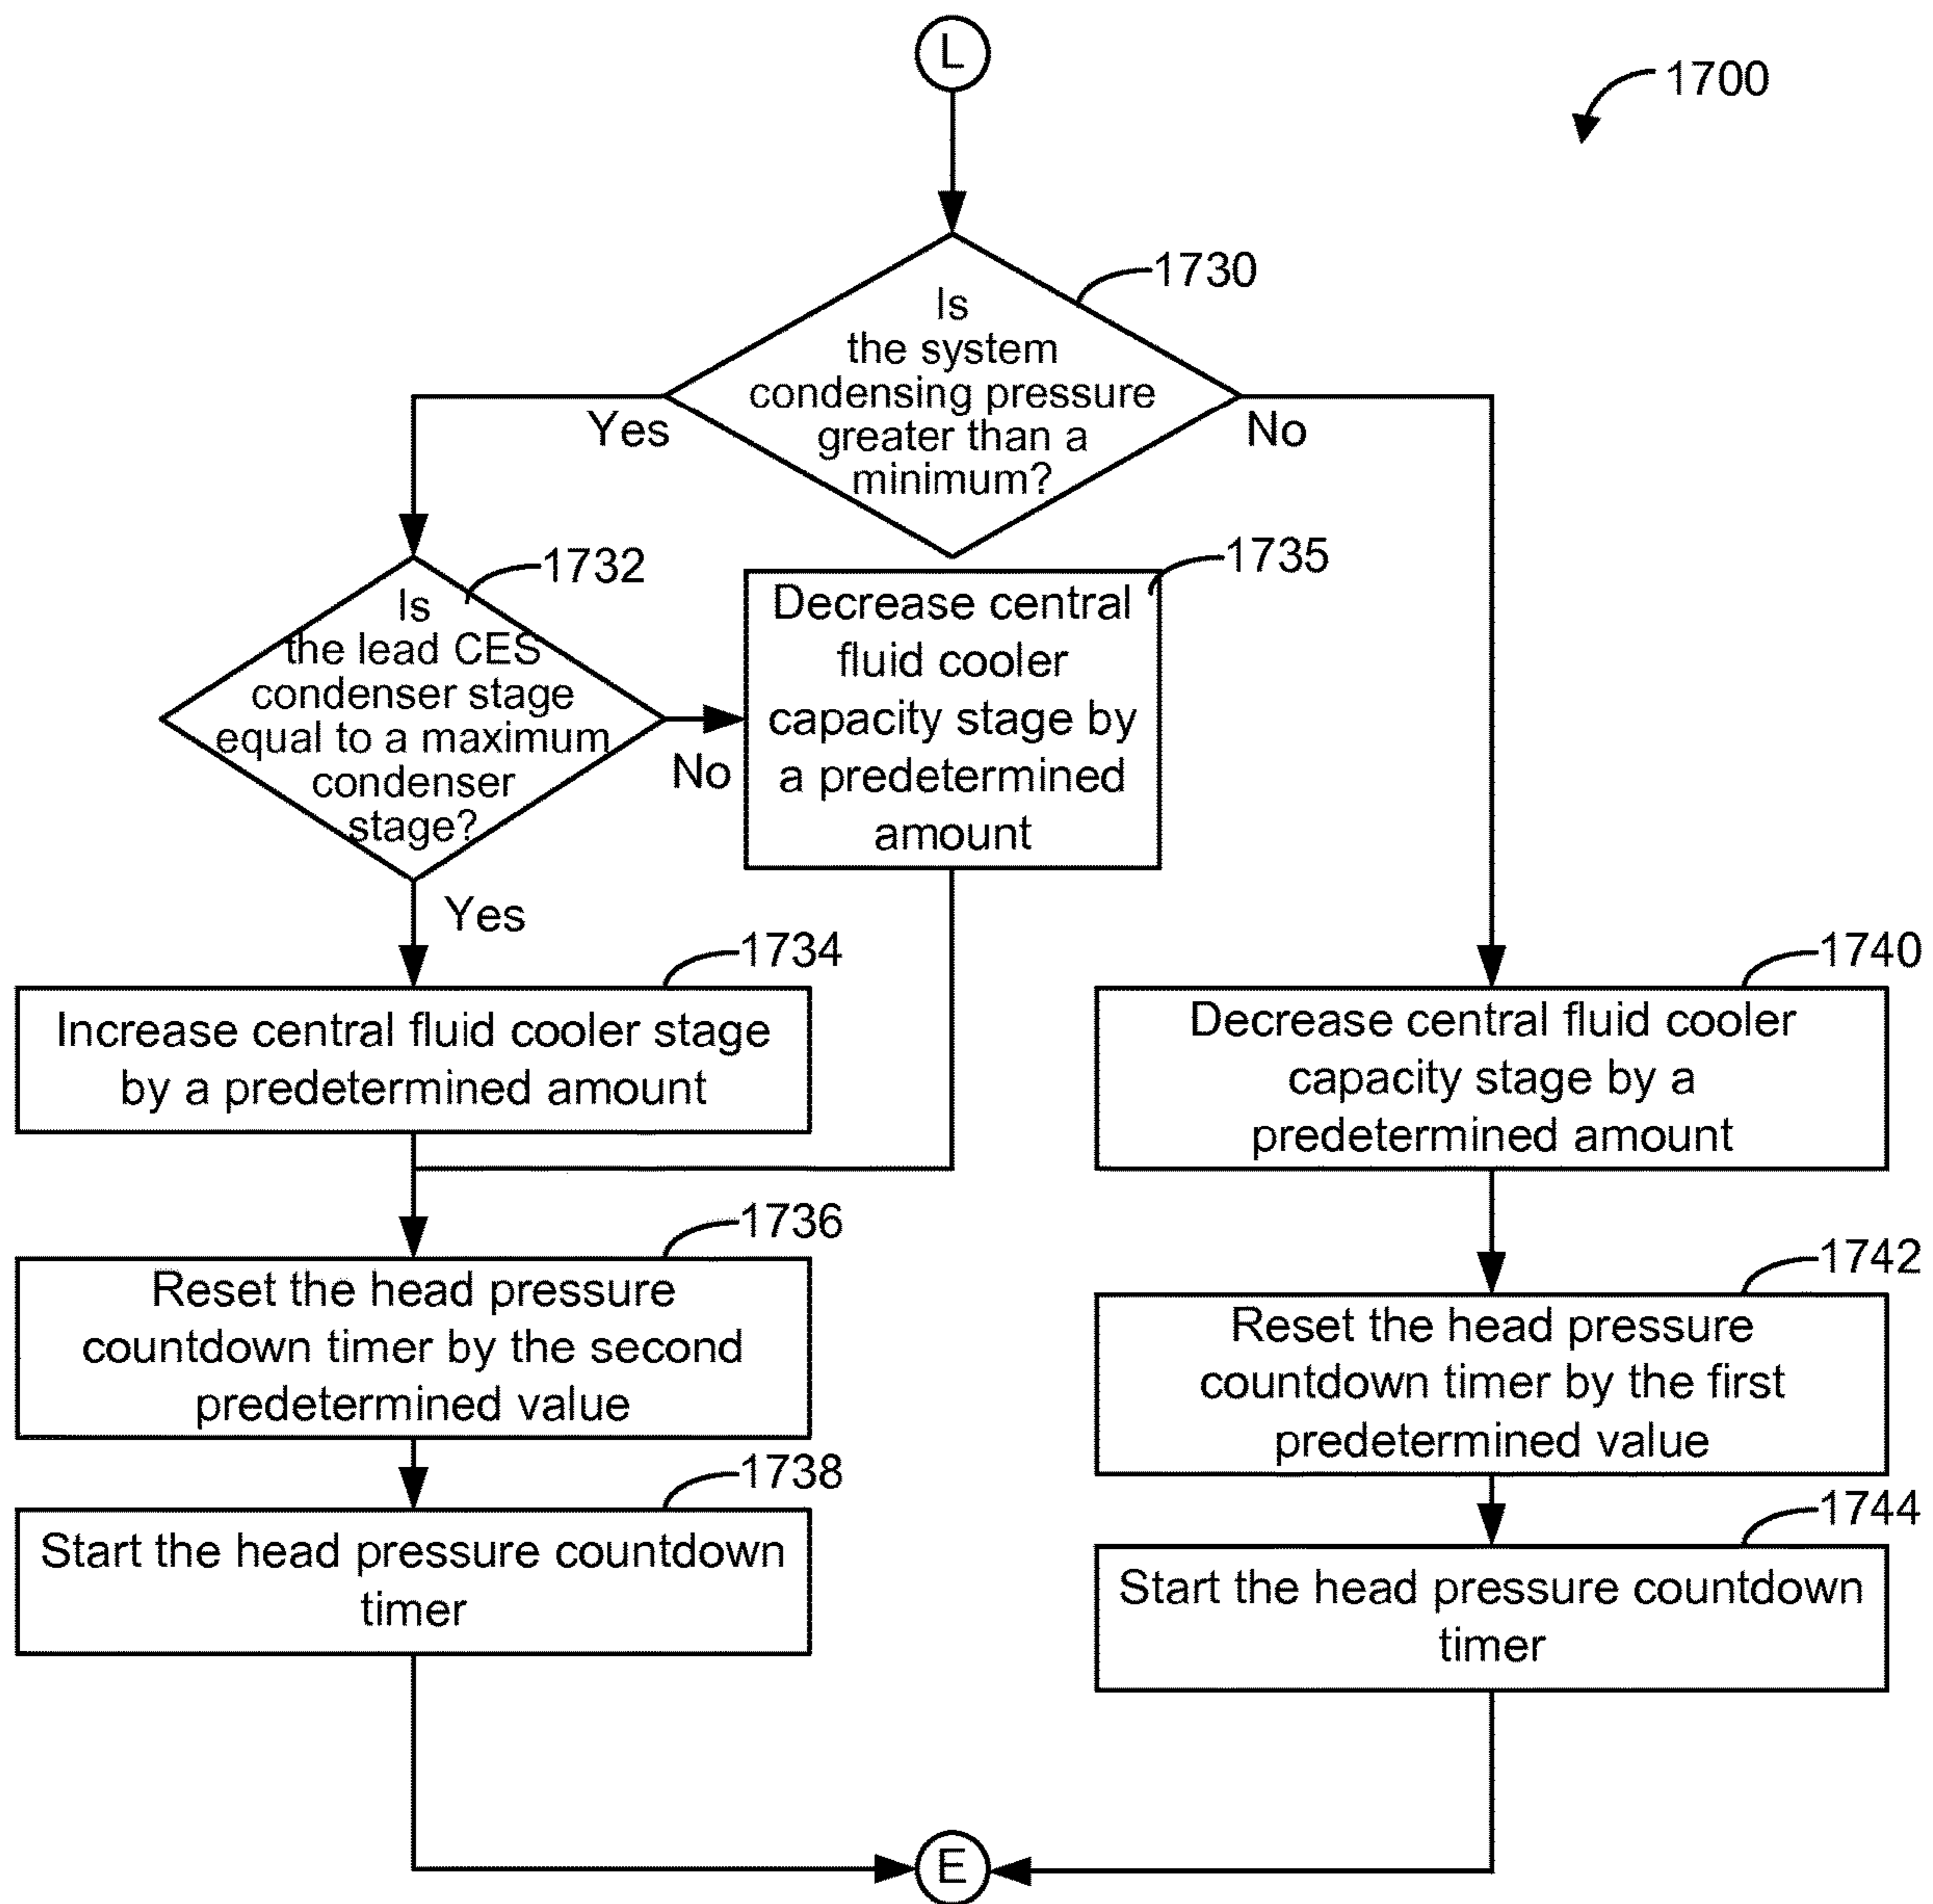 L
1700
1730
Is
the system
condensing pressure
greater than a
minimum?
Yes
No
1732
Is
the lead CES
condenser stage
equal to a maximum
condenser
stage?
No
Yes
1735
Decrease central
fluid cooler
capacity stage by
a predetermined
amount
1734
Increase central fluid cooler stage
by a predetermined amount
1740
Decrease central fluid cooler
capacity stage by a
predetermined amount
1736
Reset the head pressure
countdown timer by the second
predetermined value
1742
Reset the head pressure
countdown timer by the first
predetermined value
1738
Start the head pressure countdown
timer
1744
Start the head pressure countdown
timer
E